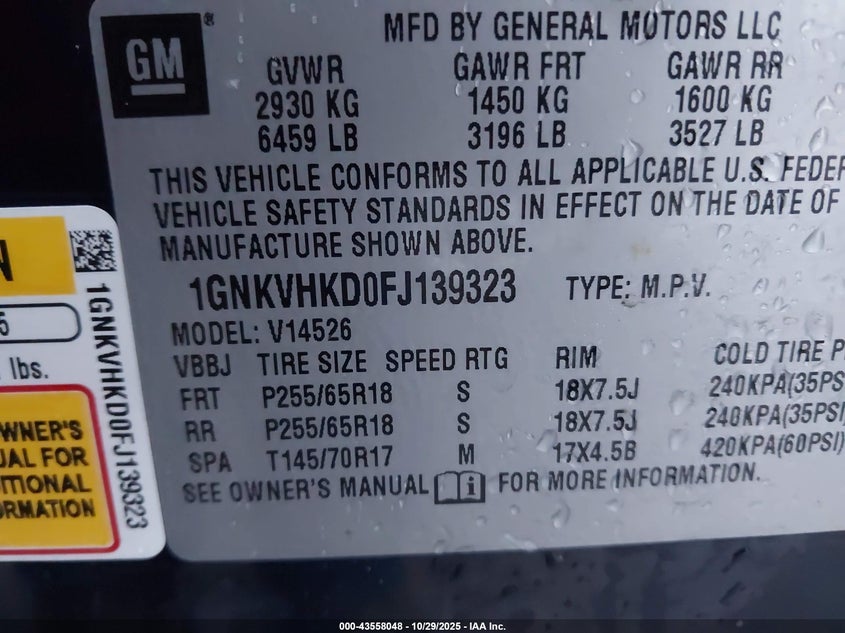 GM
®
MFD BY GENERAL MOTORS LLC
GVWR GAWR FRT GAWR RR
2930 KG 1450 KG 1600 KG
6459 LB 3196 LB 3527 LB
THIS VEHICLE CONFORMS TO ALL APPLICABLE U.S. FEDER
VEHICLE SAFETY STANDARDS IN EFFECT ON THE DATE OF
MANUFACTURE SHOWN ABOVE.
1GNKVHKD0FJ139323 TYPE: M.P.V.
MODEL: V14526
VBBJ TIRE SIZE SPEED RTG RIM COLD TIRE P
FRT P255/65R18 S 18X7.5J 240KPA(35PS
RR P255/65R18 S 18X7.5J 240KPA(35PSI
SPA T145/70R17 M 17X4.5B 420KPA(60PSI)
SEE OWNER'S MANUAL i FOR MORE INFORMATION.
N
5
lbs.
WNER'S
UAL FOR
ITIONAL
ORMATION
1GNKVHKD0FJ139323
000-43558048 - 10/29/2025 - IAA Inc.